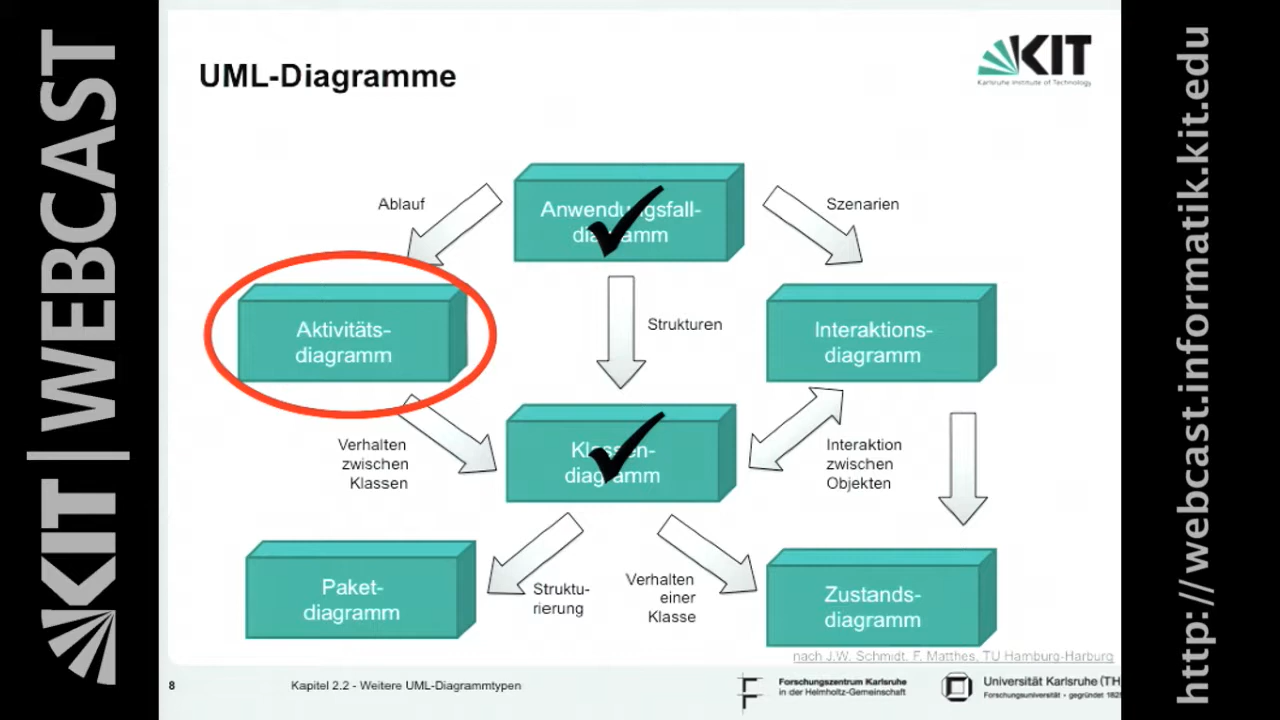 KIT | WEBCAST
UML-Diagramme
KIT
Karlsruhe Institute of Technology
Anwendungsfall-
diagramm
Ablauf
Szenarien
Aktivitäts-
diagramm
Strukturen
Interaktions-
diagramm
Verhalten
zwischen
Klassen
Klassen-
diagramm
Interaktion
zwischen
Objekten
Paket-
diagramm
Struktu-
rierung
Verhalten
einer
Klasse
Zustands-
diagramm
nach J.W. Schmidt, F. Matthes, TU Hamburg-Harburg
8
Kapitel 2.2 - Weitere UML-Diagrammtypen
Forschungszentrum Karlsruhe
in der Helmholtz-Gemeinschaft
Universität Karlsruhe (TH
Forschungsuniversität • gegründet 182
http://webcast.informatik.kit.edu